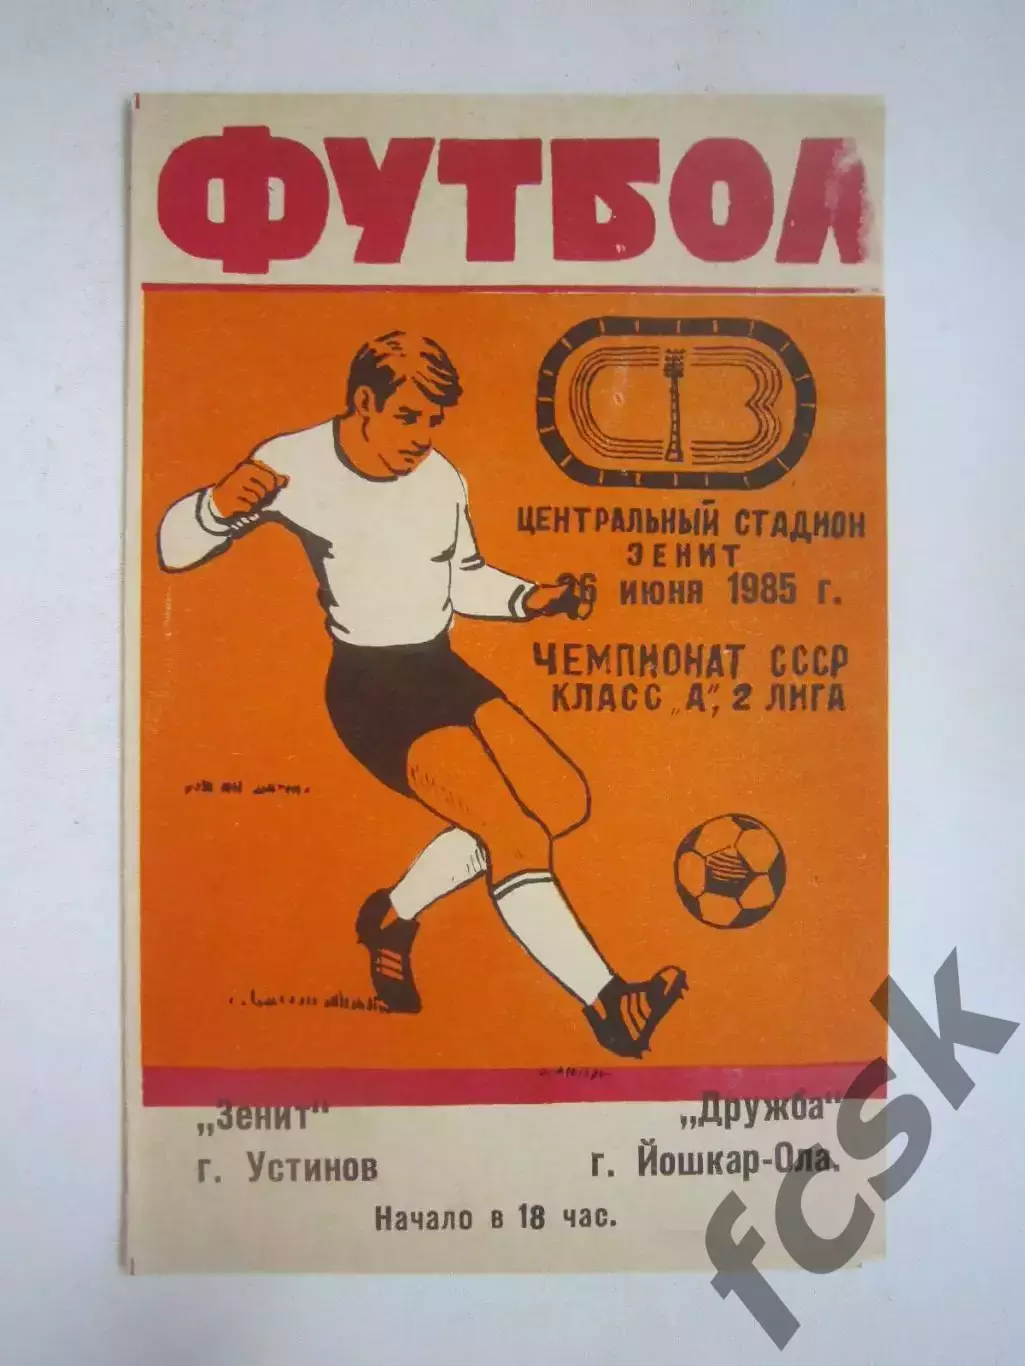 ФУТБОЛ
ЦЕНТРАЛЬНЫЙ СТАДИОН
ЗЕНИТ
26 ИЮНЯ 1985 г.
ЧЕМПИОНАТ СССР
КЛАСС „А“, 2 ЛИГА
„Зенит“
г. Устинов
„Дружба“
г. Йошкар-Ола.
Начало в 18 час.
fcsk